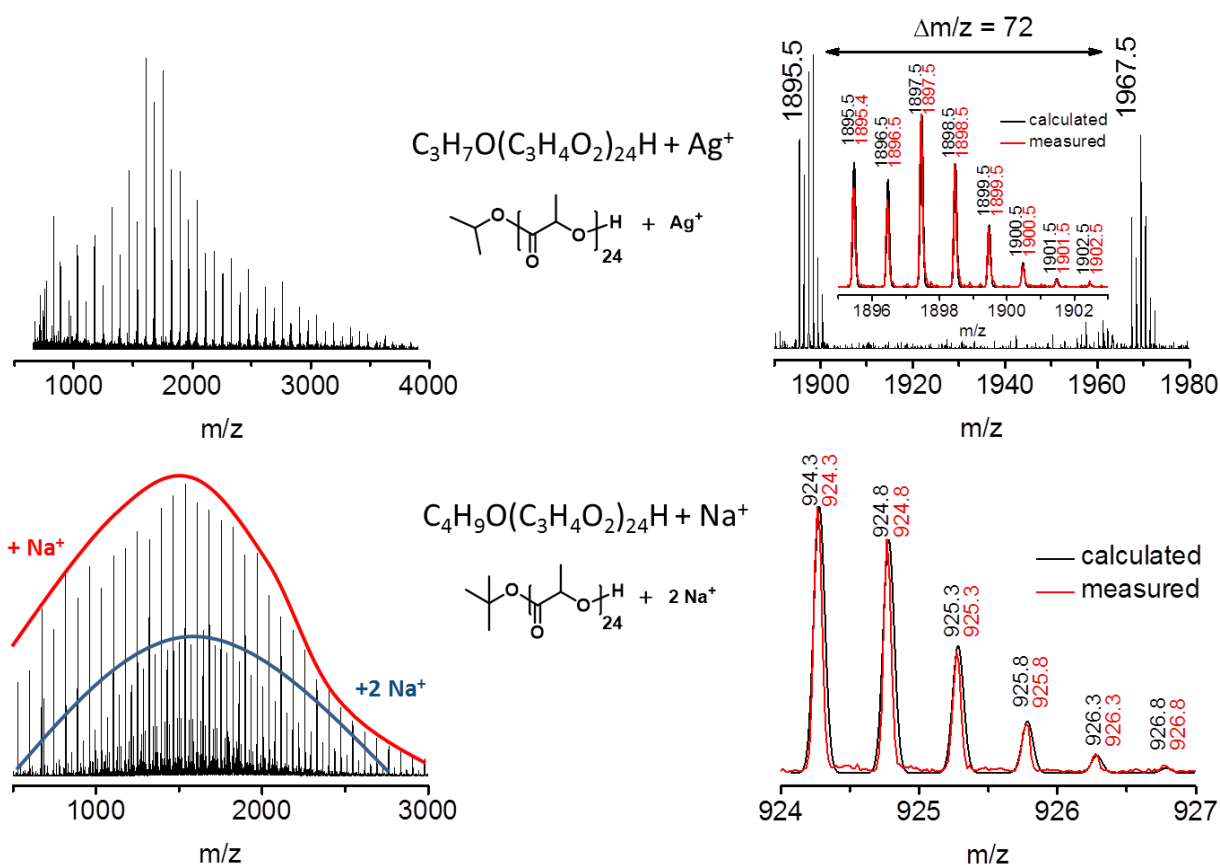 1000
2000
3000
4000
m/z
C₃H₇O(C₃H₄O₂)₂₄H + Ag⁺
O
O
O
H
24
+ Ag⁺
Δm/z = 72
1895.5
1967.5
1895.5
1895.4
1896.5
1896.5
1897.5
1897.5
1898.5
1898.5
1899.5
1899.5
1900.5
1900.5
1901.5
1901.5
1902.5
1902.5
calculated
measured
1896
1898
1900
1902
m/z
1900
1920
1940
1960
1980
m/z
+ Na⁺
+2 Na⁺
1000
2000
3000
m/z
C₄H₉O(C₃H₄O₂)₂₄H + Na⁺
O
O
O
H
24
+ 2 Na⁺
924.3
924.3
924.8
924.8
925.3
925.3
925.8
925.8
926.3
926.3
926.8
926.8
calculated
measured
924
925
926
927
m/z